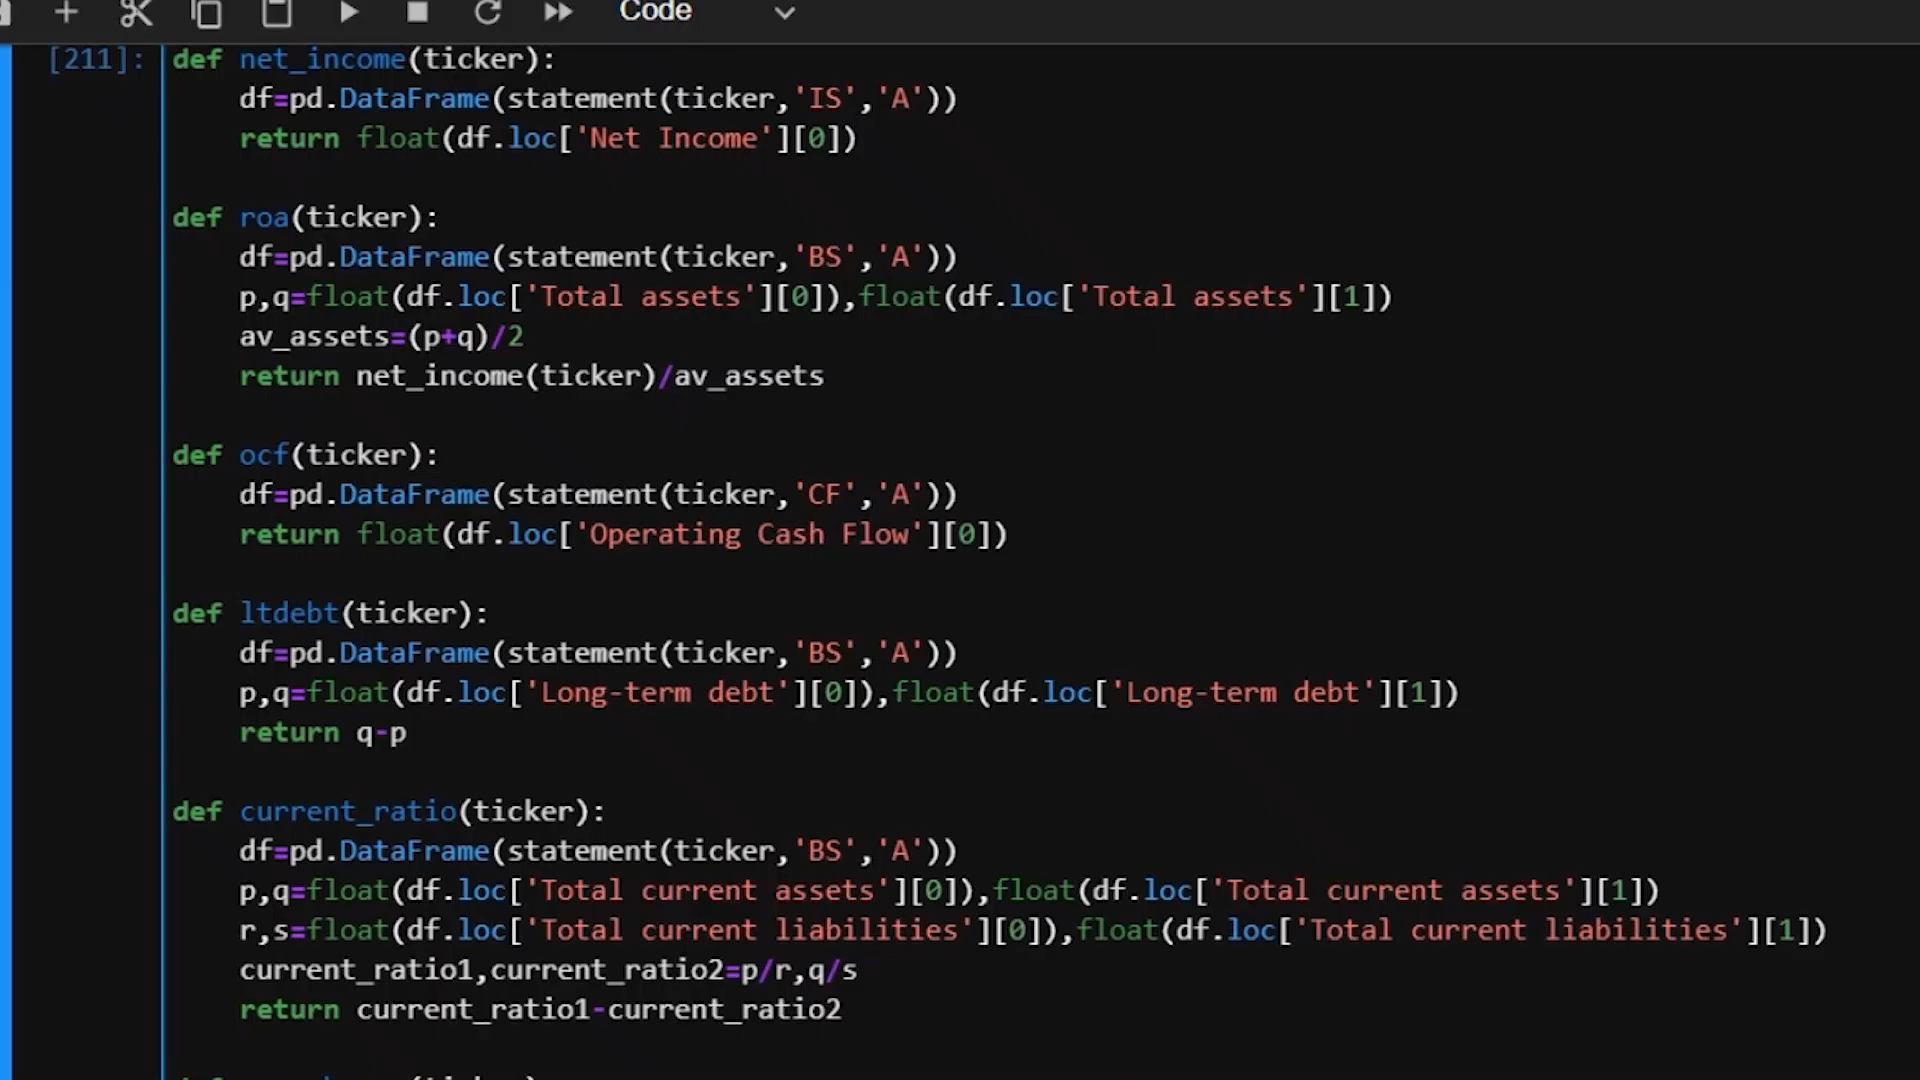 Code
[211]: def net_income(ticker):
    df=pd.DataFrame(statement(ticker,'IS','A'))
    return float(df.loc['Net Income'][0])

def roa(ticker):
    df=pd.DataFrame(statement(ticker,'BS','A'))
    p,q=float(df.loc['Total assets'][0]),float(df.loc['Total assets'][1])
    av_assets=(p+q)/2
    return net_income(ticker)/av_assets

def ocf(ticker):
    df=pd.DataFrame(statement(ticker,'CF','A'))
    return float(df.loc['Operating Cash Flow'][0])

def ltdebt(ticker):
    df=pd.DataFrame(statement(ticker,'BS','A'))
    p,q=float(df.loc['Long-term debt'][0]),float(df.loc['Long-term debt'][1])
    return q-p

def current_ratio(ticker):
    df=pd.DataFrame(statement(ticker,'BS','A'))
    p,q=float(df.loc['Total current assets'][0]),float(df.loc['Total current assets'][1])
    r,s=float(df.loc['Total current liabilities'][0]),float(df.loc['Total current liabilities'][1])
    current_ratio1,current_ratio2=p/r,q/s
    return current_ratio1-current_ratio2